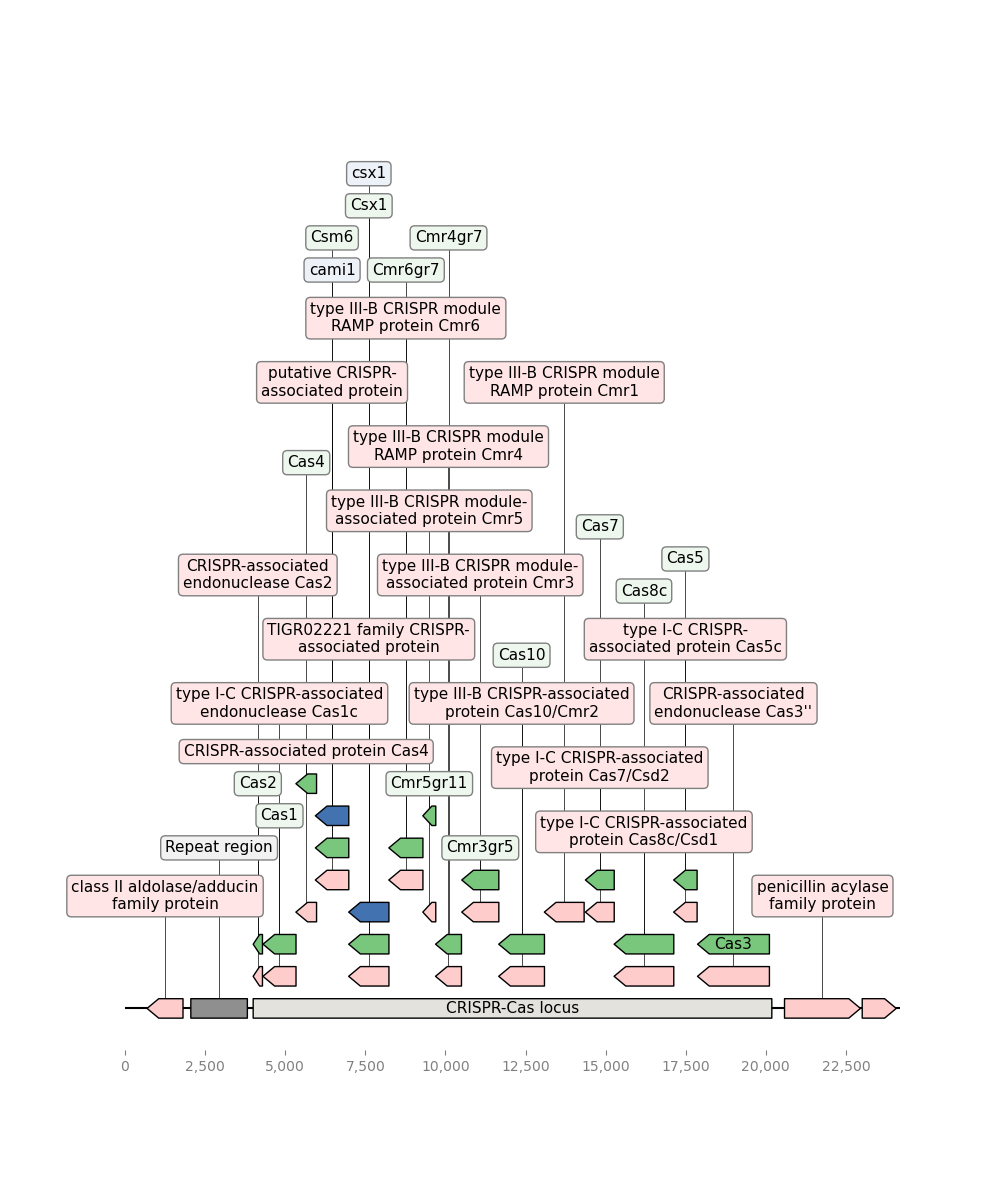 csx1
Csx1
Csm6
Cmr4gr7
cami1
Cmr6gr7
type III-B CRISPR module
RAMP protein Cmr6
putative CRISPR-
associated protein
type III-B CRISPR module
RAMP protein Cmr1
type III-B CRISPR module
RAMP protein Cmr4
Cas4
type III-B CRISPR module-
associated protein Cmr5
Cas7
Cas5
CRISPR-associated
endonuclease Cas2
type III-B CRISPR module-
associated protein Cmr3
Cas8c
TIGR02221 family CRISPR-
associated protein
type I-C CRISPR-
associated protein Cas5c
Cas10
type I-C CRISPR-associated
endonuclease Cas1c
type III-B CRISPR-associated
protein Cas10/Cmr2
CRISPR-associated
endonuclease Cas3''
CRISPR-associated protein Cas4
type I-C CRISPR-associated
protein Cas7/Csd2
Cas2
Cmr5gr11
Cas1
type I-C CRISPR-associated
protein Cas8c/Csd1
Repeat region
Cmr3gr5
class II aldolase/adducin
family protein
penicillin acylase
family protein
Cas3
CRISPR-Cas locus
0
2,500
5,000
7,500
10,000
12,500
15,000
17,500
20,000
22,500